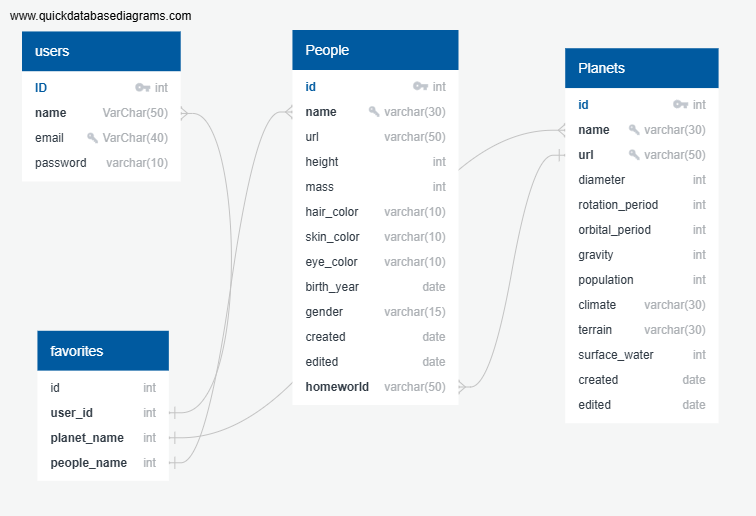 www.quickdatabasediagrams.com
users
ID int
name VarChar(50)
email VarChar(40)
password varchar(10)
People
id int
name varchar(30)
url varchar(50)
height int
mass int
hair_color varchar(10)
skin_color varchar(10)
eye_color varchar(10)
birth_year date
gender varchar(15)
created date
edited date
homeworld varchar(50)
Planets
id int
name varchar(30)
url varchar(50)
diameter int
rotation_period int
orbital_period int
gravity int
population int
climate varchar(30)
terrain varchar(30)
surface_water int
created date
edited date
favorites
id int
user_id int
planet_name int
people_name int